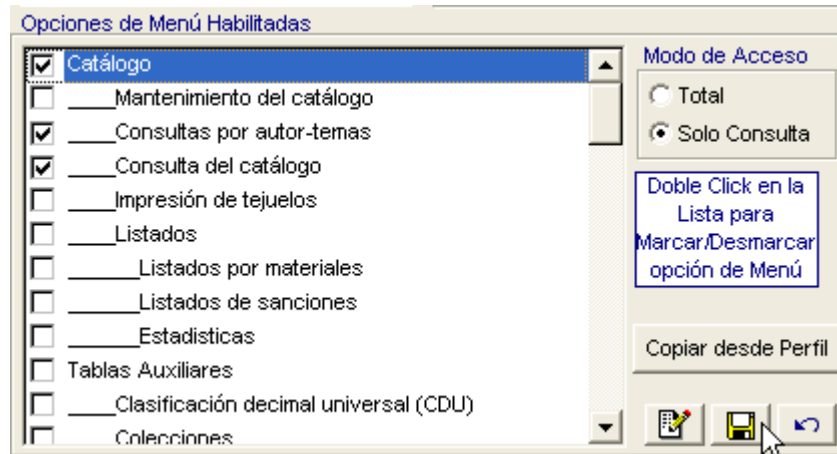 Opciones de Menú Habilitadas
Catálogo
____Mantenimiento del catálogo
____Consultas por autor-temas
____Consulta del catálogo
____Impresión de tejuelos
____Listados
______Listados por materiales
______Listados de sanciones
______Estadisticas
Tablas Auxiliares
____Clasificación decimal universal (CDU)
____Colecciones
Modo de Acceso
Total
Solo Consulta
Doble Click en la
Lista para
Marcar/Desmarcar
opción de Menú
Copiar desde Perfil